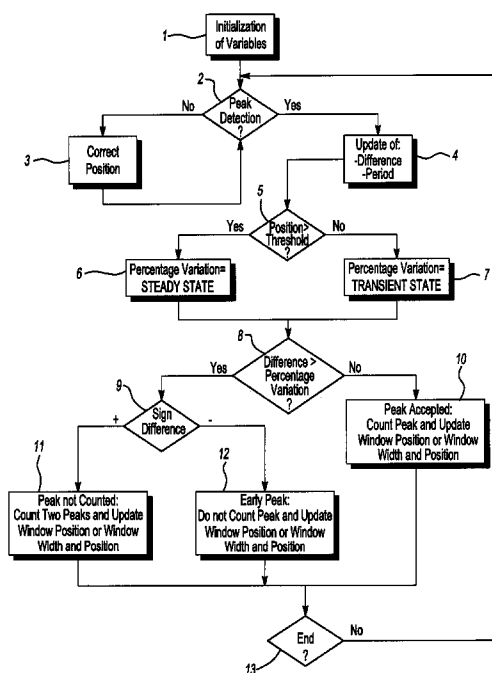 1
Initialization
of Variables
2
Peak
Detection
?
No
Yes
3
Correct
Position
Update of:
-Difference
-Period
4
5
Position>
Threshold
?
Yes
No
6
Percentage Variation=
STEADY STATE
Percentage Variation=
TRANSIENT STATE
7
8
Difference >
Percentage
Variation
?
Yes
No
9
Sign
Difference
+
-
10
Peak Accepted:
Count Peak and Update
Window Position or Window
Width and Position
11
Peak not Counted:
Count Two Peaks and Update
Window Position or Window
Width and Position
12
Early Peak:
Do not Count Peak and Update
Window Position or Window
Width and Position
End
?
No
13